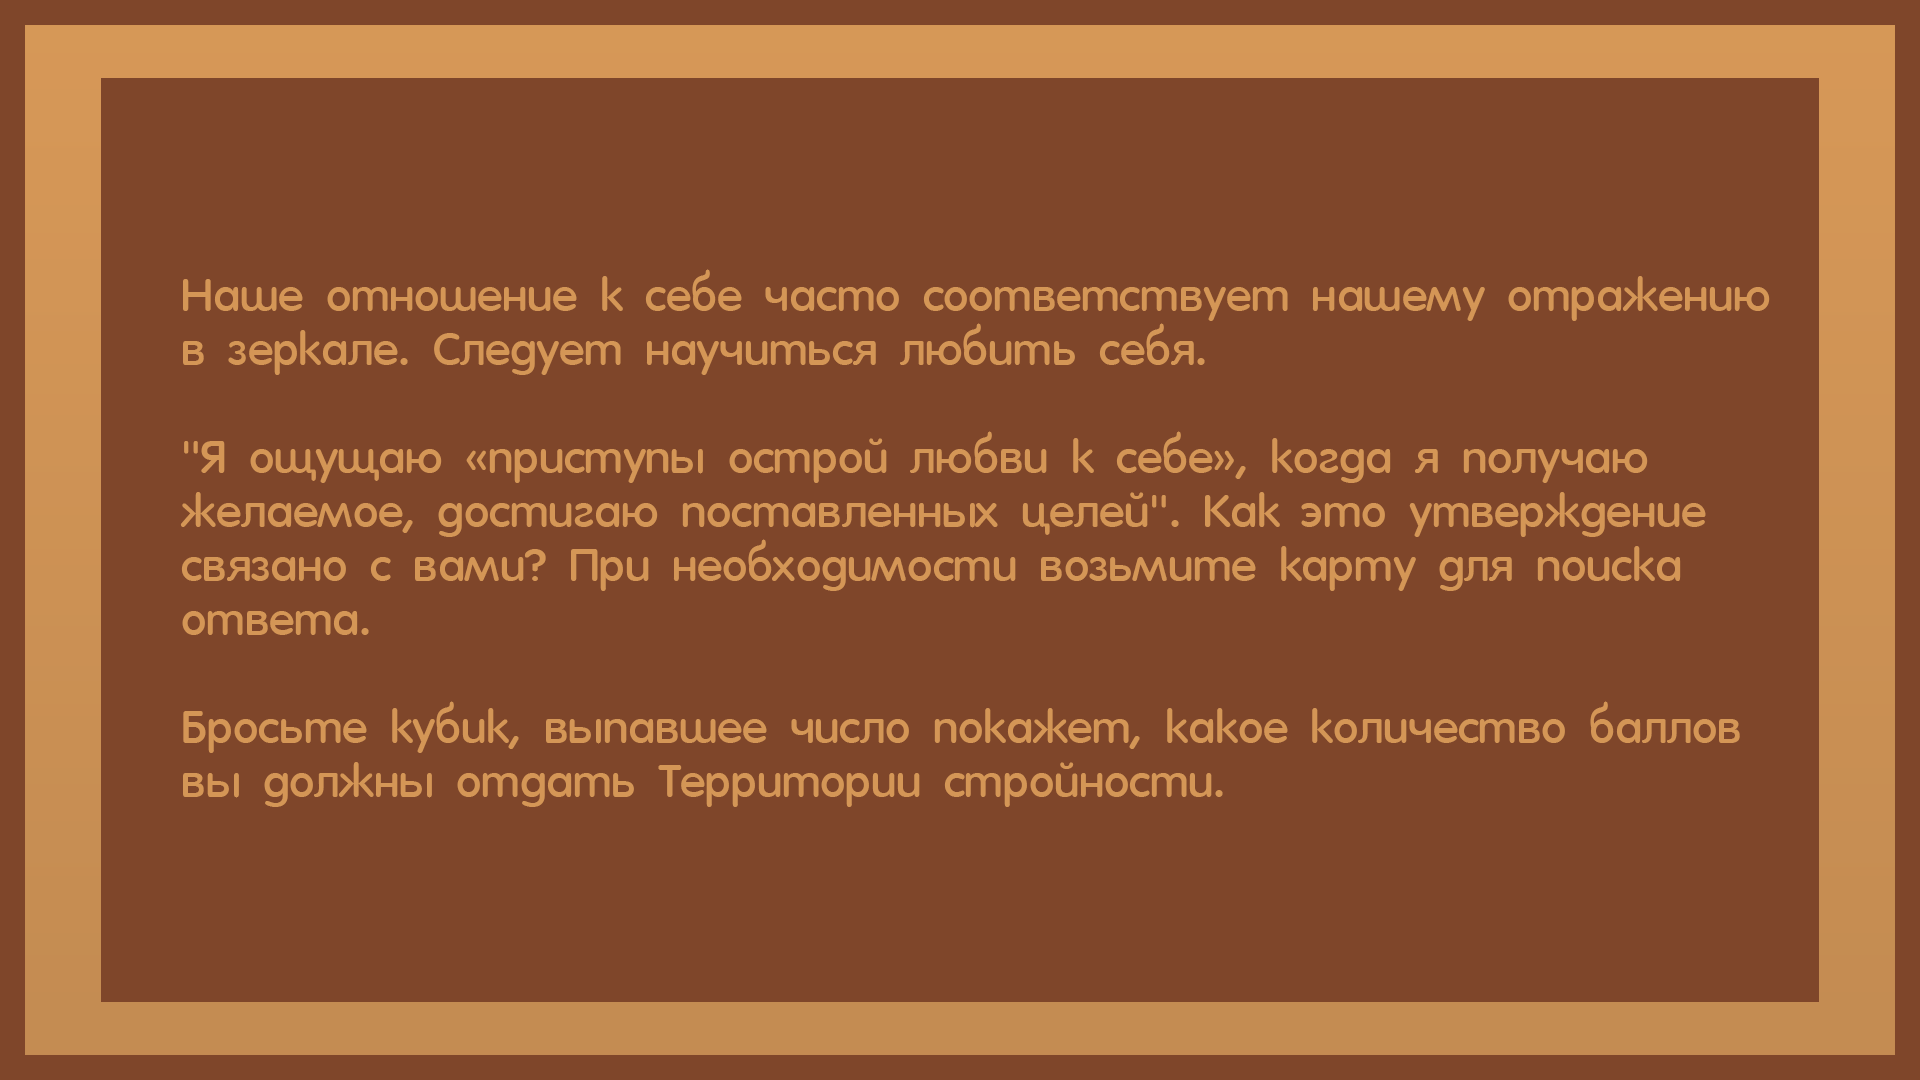 Наше отношение к себе часто соответствует нашему отражению
в зеркале. Следует научиться любить себя.
"Я ощущаю «приступы острой любви к себе», когда я получаю
желаемое, достигаю поставленных целей". Как это утверждение
связано с вами? При необходимости возьмите карту для поиска
ответа.
Бросьте кубик, выпавшее число покажет, какое количество баллов
вы должны отдать Территории стройности.